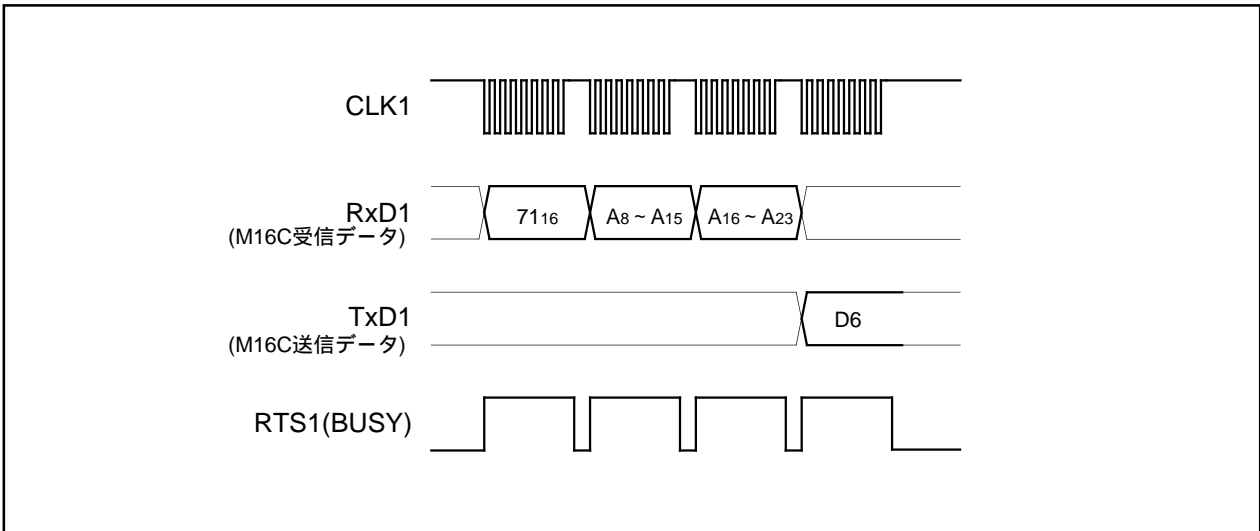 CLK1
RxD1
(M16C受信データ)
7116
A8 ~ A15
A16 ~ A23
TxD1
(M16C送信データ)
D6
RTS1(BUSY)